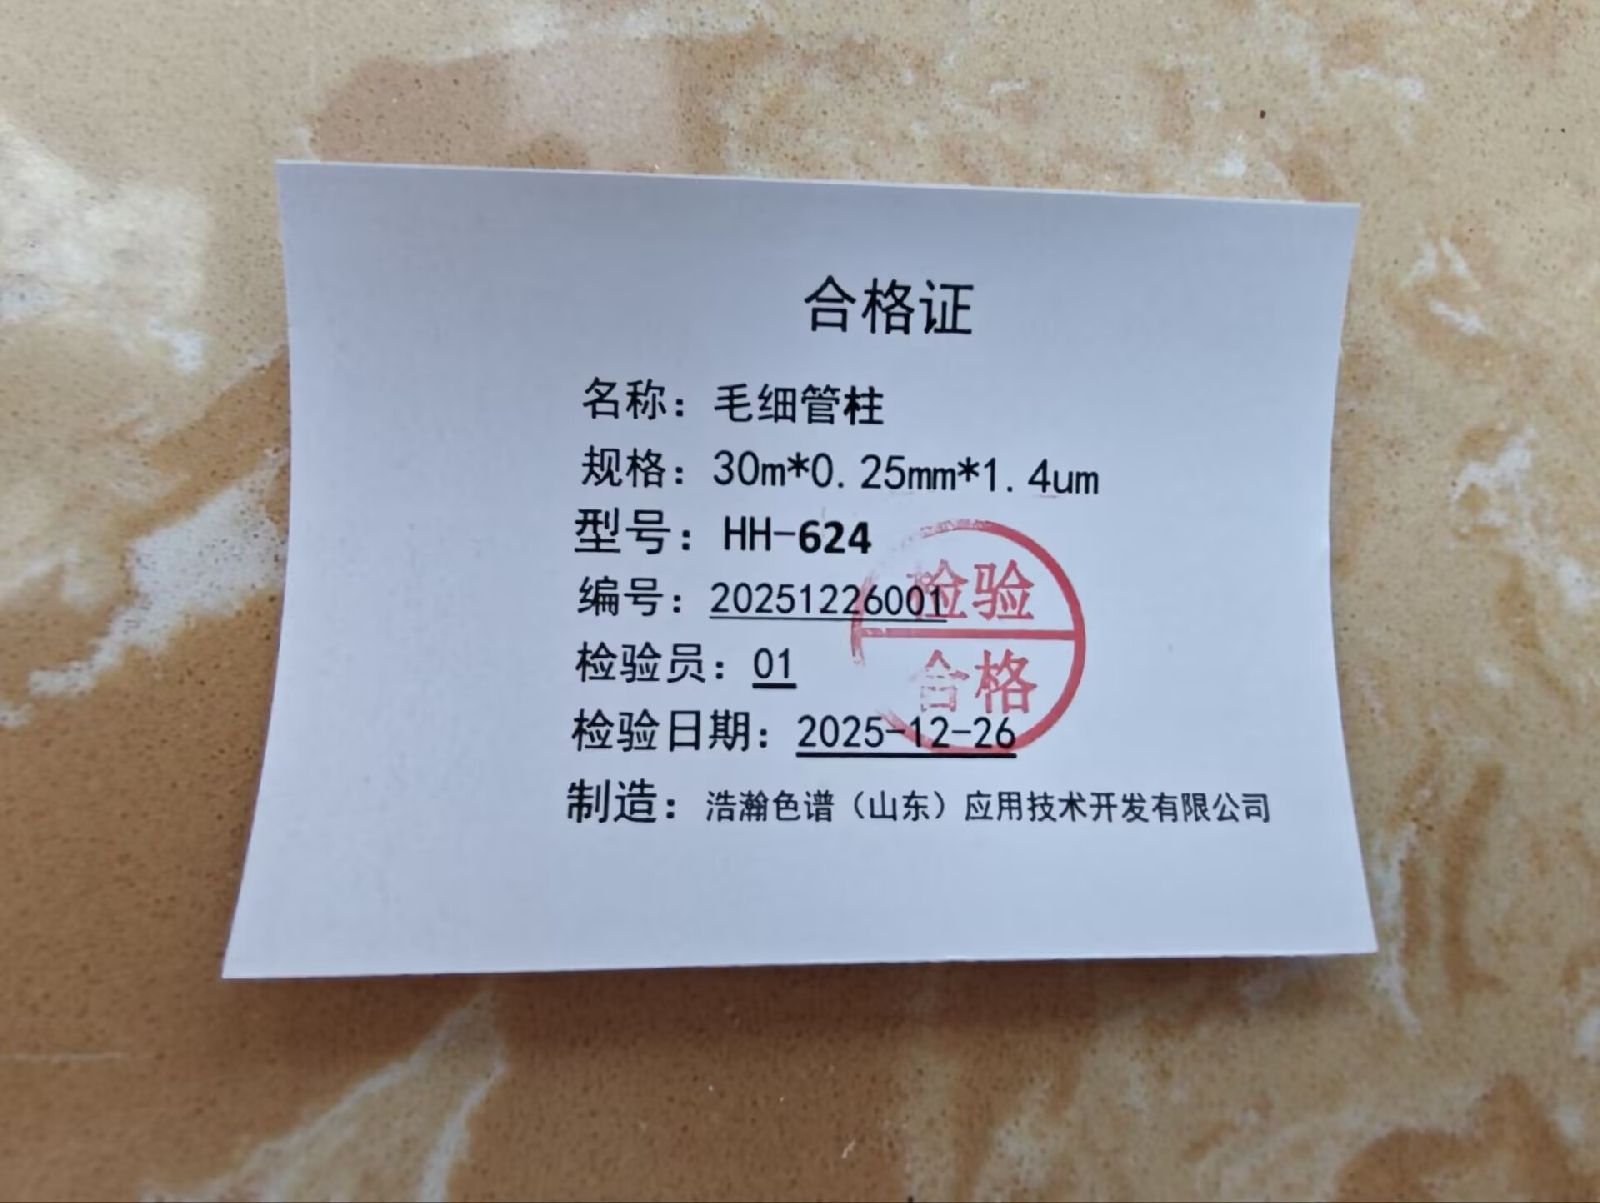 合格证
名称：毛细管柱
规格：30m*0.25mm*1.4um
型号：HH-624
编号：20251226001
检验员：01
检验日期：2025-12-26
制造：浩瀚色谱（山东）应用技术开发有限公司
检验
合格